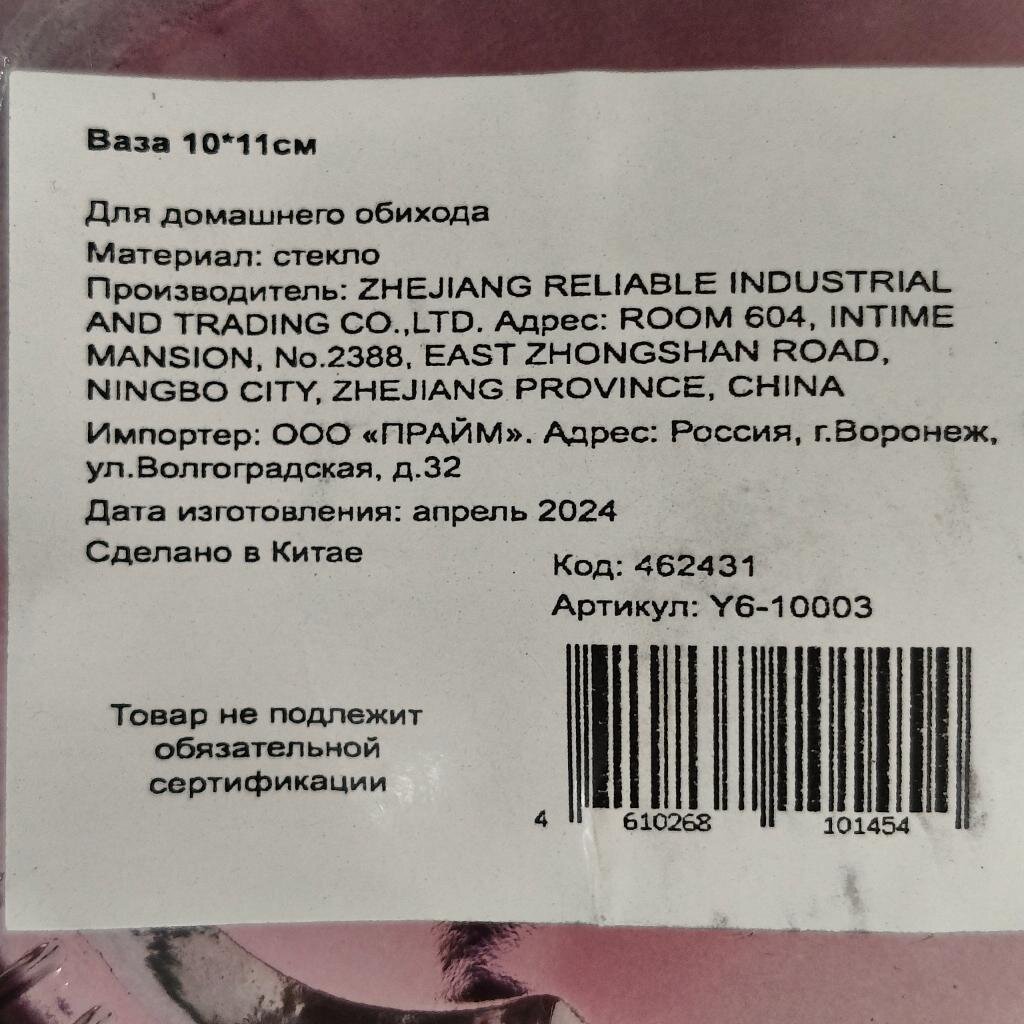 Ваза 10*11см
Для домашнего обихода
Материал: стекло
Производитель: ZHEJIANG RELIABLE INDUSTRIAL
AND TRADING CO.,LTD. Адрес: ROOM 604, INTIME
MANSION, No.2388, EAST ZHONGSHAN ROAD,
NINGBO CITY, ZHEJIANG PROVINCE, CHINA
Импортер: ООО «ПРАЙМ». Адрес: Россия, г.Воронеж,
ул.Волгоградская, д.32
Дата изготовления: апрель 2024
Сделано в Китае
Код: 462431
Артикул: Y6-10003
Товар не подлежит
обязательной
сертификации
4 610268 101454